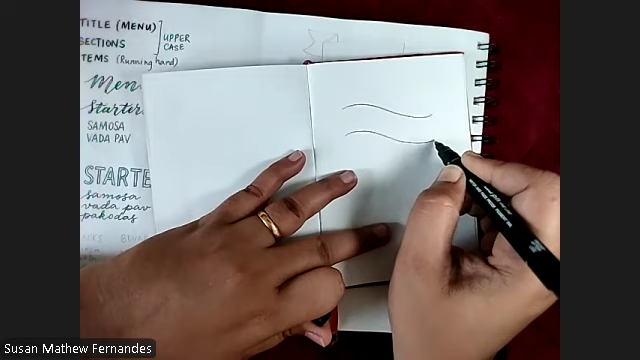 TITLE (MENU)
SECTIONS
UPPER
CASE
TEMS (Running hand)
Men
Starter
SAMOSA
VADA PAV
STARTE
samosa
vada pav
pakodas
Susan Mathew Fernandes